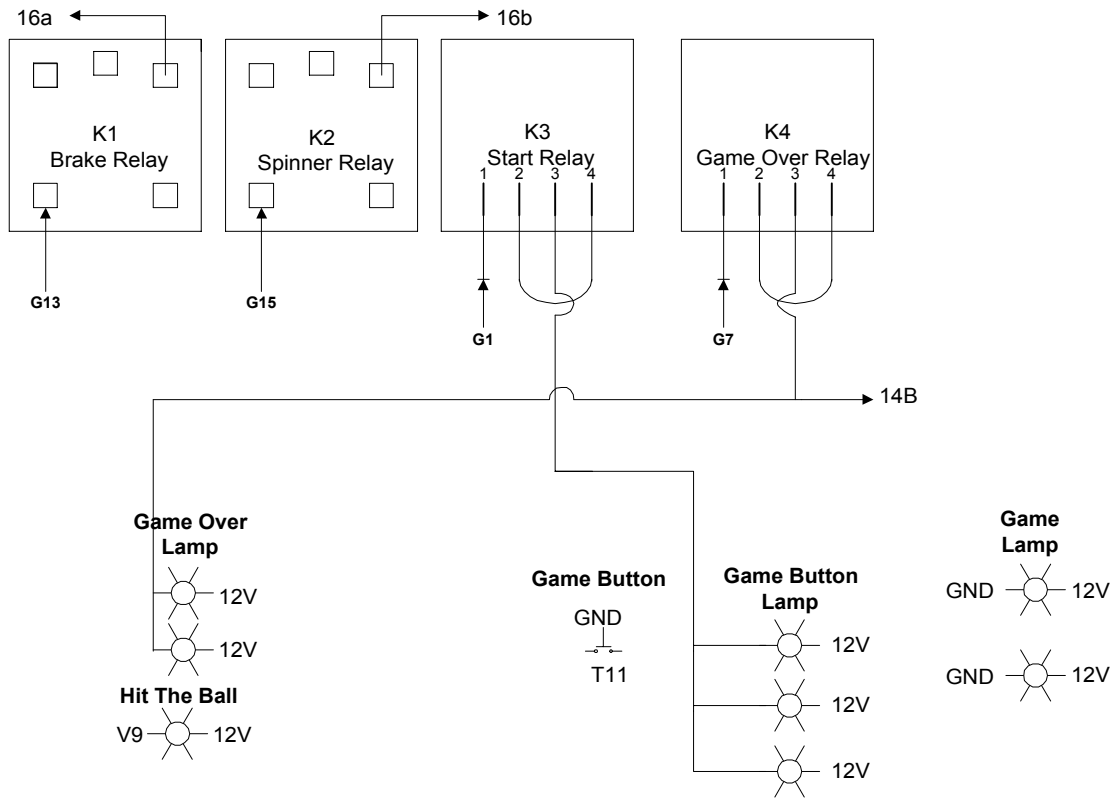 16a
16b
K1
Brake Relay
K2
Spinner Relay
K3
Start Relay
1 2 3 4
K4
Game Over Relay
1 2 3 4
G13
G15
G1
G7
14B
Game Over
Lamp
12V
12V
Hit The Ball
V9
12V
Game Button
GND
T11
Game Button
Lamp
12V
12V
12V
Game
Lamp
GND
12V
GND
12V